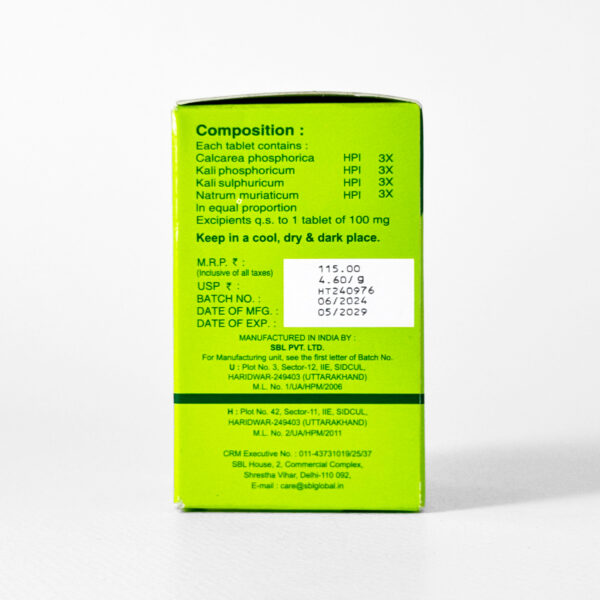 Composition :
Each tablet contains :
Calcarea phosphorica HPI 3X
Kali phosphoricum HPI 3X
Kali sulphuricum HPI 3X
Natrum muriaticum HPI 3X
In equal proportion
Excipients q.s. to 1 tablet of 100 mg
Keep in a cool, dry & dark place.
M.R.P. ₹ : 115.00
(Inclusive of all taxes)
USP ₹ : 4.60/ g
BATCH NO. : HT240976
DATE OF MFG. : 06/2024
DATE OF EXP. : 05/2029
MANUFACTURED IN INDIA BY :
SBL PVT. LTD.
For Manufacturing unit, see the first letter of Batch No.
U : Plot No. 3, Sector-12, IIE, SIDCUL,
HARIDWAR-249403 (UTTARAKHAND)
M.L. No. 1/UA/HPM/2006
H : Plot No. 42, Sector-11, IIE, SIDCUL,
HARIDWAR-249403 (UTTARAKHAND)
M.L. No. 2/UA/HPM/2011
CRM Executive No. : 011-43731019/25/37
SBL House, 2, Commercial Complex,
Shrestha Vihar, Delhi-110 092,
E-mail : care@sblglobal.in